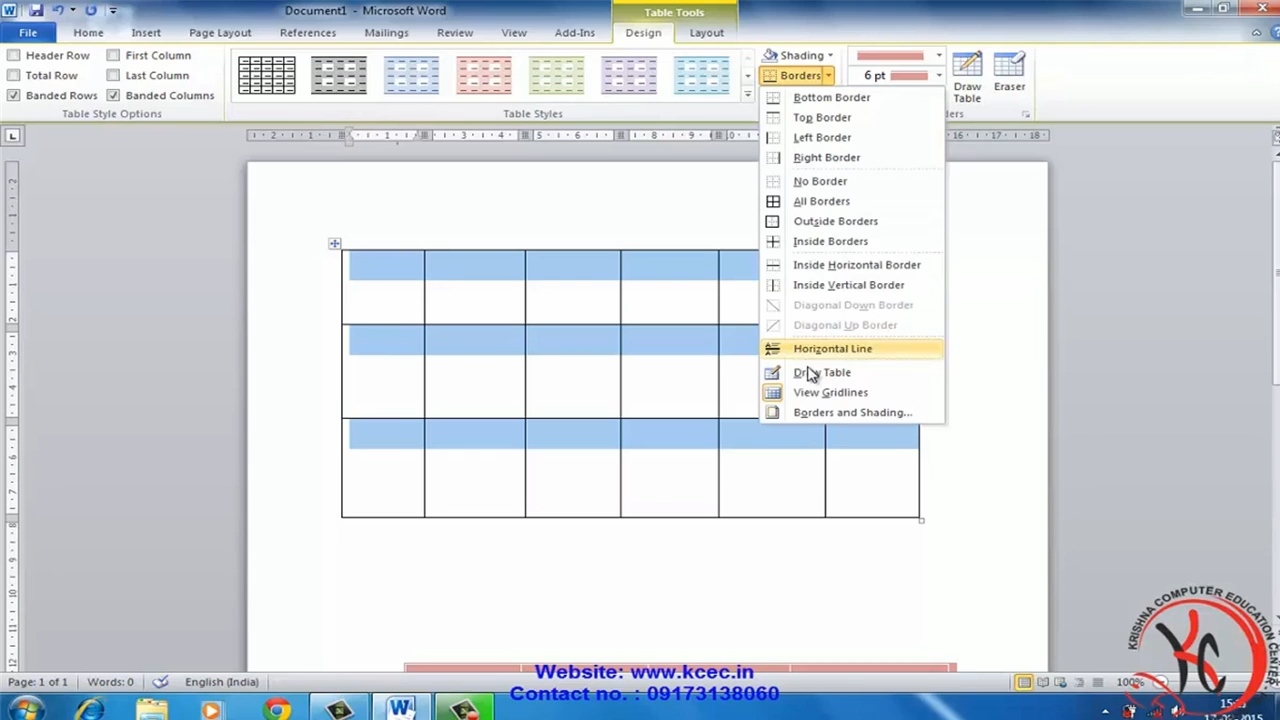 Document1 - Microsoft Word
Table Tools
File Home Insert Page Layout References Mailings Review View Add-Ins Design Layout
Header Row First Column
Total Row Last Column
Banded Rows Banded Columns
Table Style Options
Table Styles
Shading
Borders
6 pt
Draw Table
Eraser
Bottom Border
Top Border
Left Border
Right Border
No Border
All Borders
Outside Borders
Inside Borders
Inside Horizontal Border
Inside Vertical Border
Diagonal Down Border
Diagonal Up Border
Horizontal Line
Draw Table
View Gridlines
Borders and Shading...
Page: 1 of 1 Words: 0 English (India) 100%
Website: www.kcec.in
Contact no. : 09173138060
KRISHNA COMPUTER EDUCATION CENTER
KC